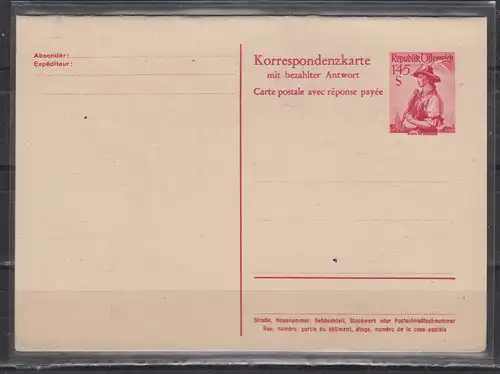 Absender:
Expéditeur:
Korrespondenzkarte
mit bezahlter Antwort
Carte postale avec réponse payée
Republik Österreich
1·45
S
Straße, Hausnummer, Gebäudeteil, Stockwerk oder Postschließfachnummer
Rue, numéro, partie du bâtiment, étage, numéro de la case postale